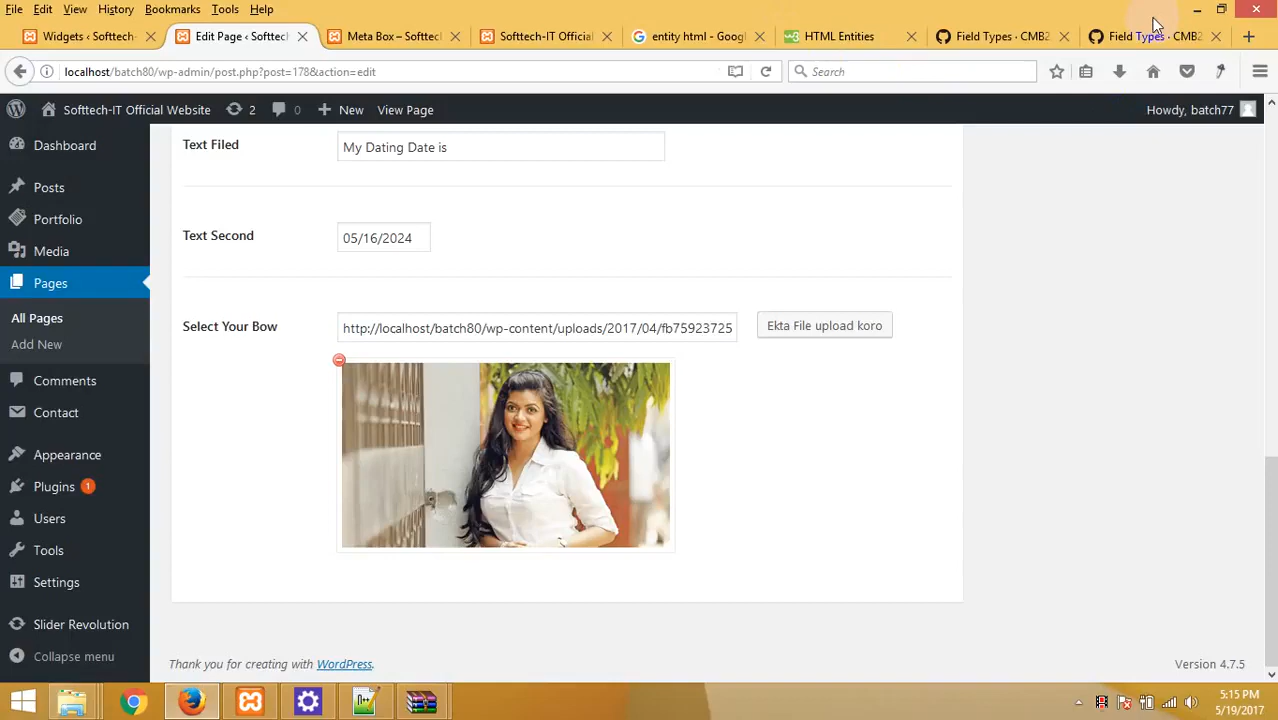 File Edit View History Bookmarks Tools Help
Widgets ‹ Softtech- Edit Page ‹ Softtec Meta Box – Softtec Softtech-IT Official entity html - Googl HTML Entities Field Types · CMB2 Field Types · CMB2
localhost/batch80/wp-admin/post.php?post=178&action=edit Search
Softtech-IT Official Website 2 0 New View Page Howdy, batch77
Dashboard
Posts
Portfolio
Media
Pages
All Pages
Add New
Comments
Contact
Appearance
Plugins 1
Users
Tools
Settings
Slider Revolution
Collapse menu
Text Filed My Dating Date is
Text Second 05/16/2024
Select Your Bow http://localhost/batch80/wp-content/uploads/2017/04/fb75923725 Ekta File upload koro
Thank you for creating with WordPress. Version 4.7.5
5:15 PM
5/19/2017